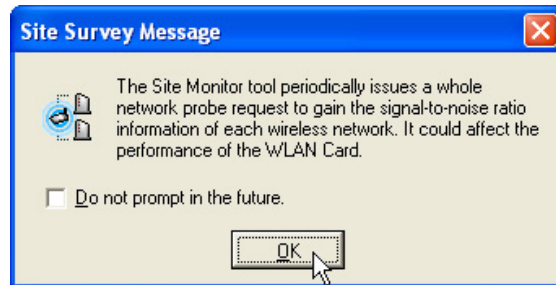 Site Survey Message
The Site Monitor tool periodically issues a whole
network probe request to gain the signal-to-noise ratio
information of each wireless network. It could affect the
performance of the WLAN Card.
Do not prompt in the future.
OK